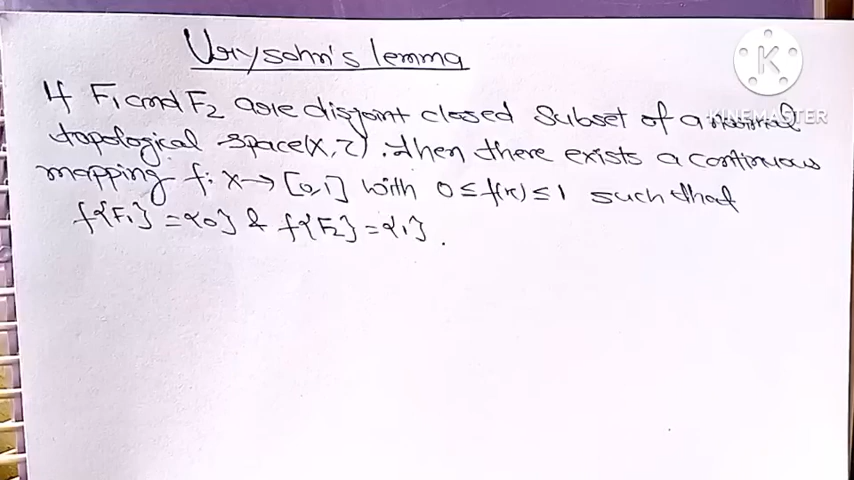 Urysohn's lemma
If F₁ and F₂ are disjoint closed subset of a normal
topological space (X, τ). Then there exists a continuous
mapping f: X → [0,1] with 0 ≤ f(x) ≤ 1 such that
f{F₁} = {0} & f{F₂} = {1}.
K
KINEMASTER